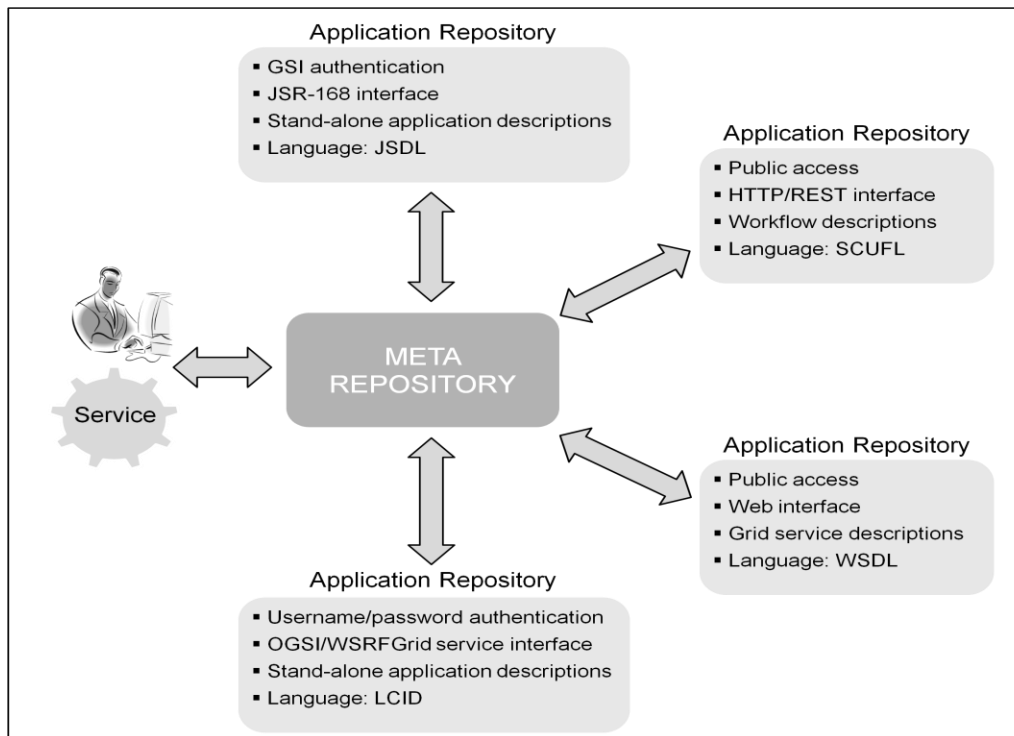 Application Repository
▪ GSI authentication
▪ JSR-168 interface
▪ Stand-alone application descriptions
▪ Language: JSDL
Application Repository
▪ Public access
▪ HTTP/REST interface
▪ Workflow descriptions
▪ Language: SCUFL
META
REPOSITORY
Service
Application Repository
▪ Public access
▪ Web interface
▪ Grid service descriptions
▪ Language: WSDL
Application Repository
▪ Username/password authentication
▪ OGSI/WSRFGrid service interface
▪ Stand-alone application descriptions
▪ Language: LCID